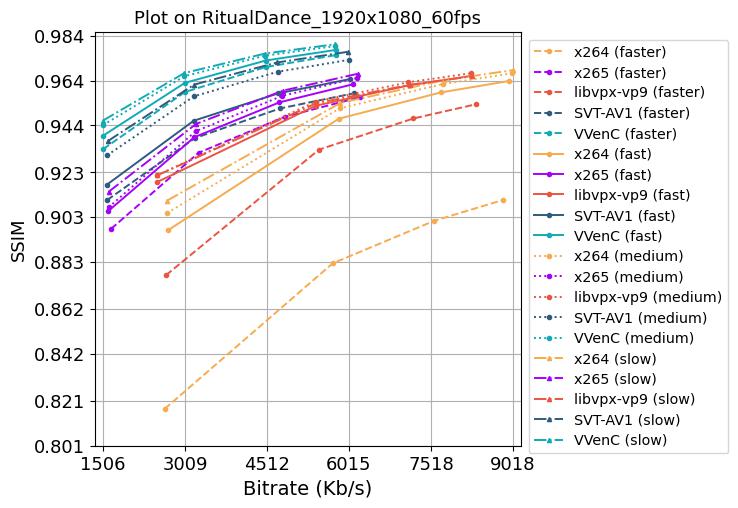 Plot on RitualDance_1920x1080_60fps
0.984
0.964
0.944
0.923
0.903
0.883
0.862
0.842
0.821
0.801
SSIM
1506 3009 4512 6015 7518 9018
Bitrate (Kb/s)
x264 (faster)
x265 (faster)
libvpx-vp9 (faster)
SVT-AV1 (faster)
VVenC (faster)
x264 (fast)
x265 (fast)
libvpx-vp9 (fast)
SVT-AV1 (fast)
VVenC (fast)
x264 (medium)
x265 (medium)
libvpx-vp9 (medium)
SVT-AV1 (medium)
VVenC (medium)
x264 (slow)
x265 (slow)
libvpx-vp9 (slow)
SVT-AV1 (slow)
VVenC (slow)